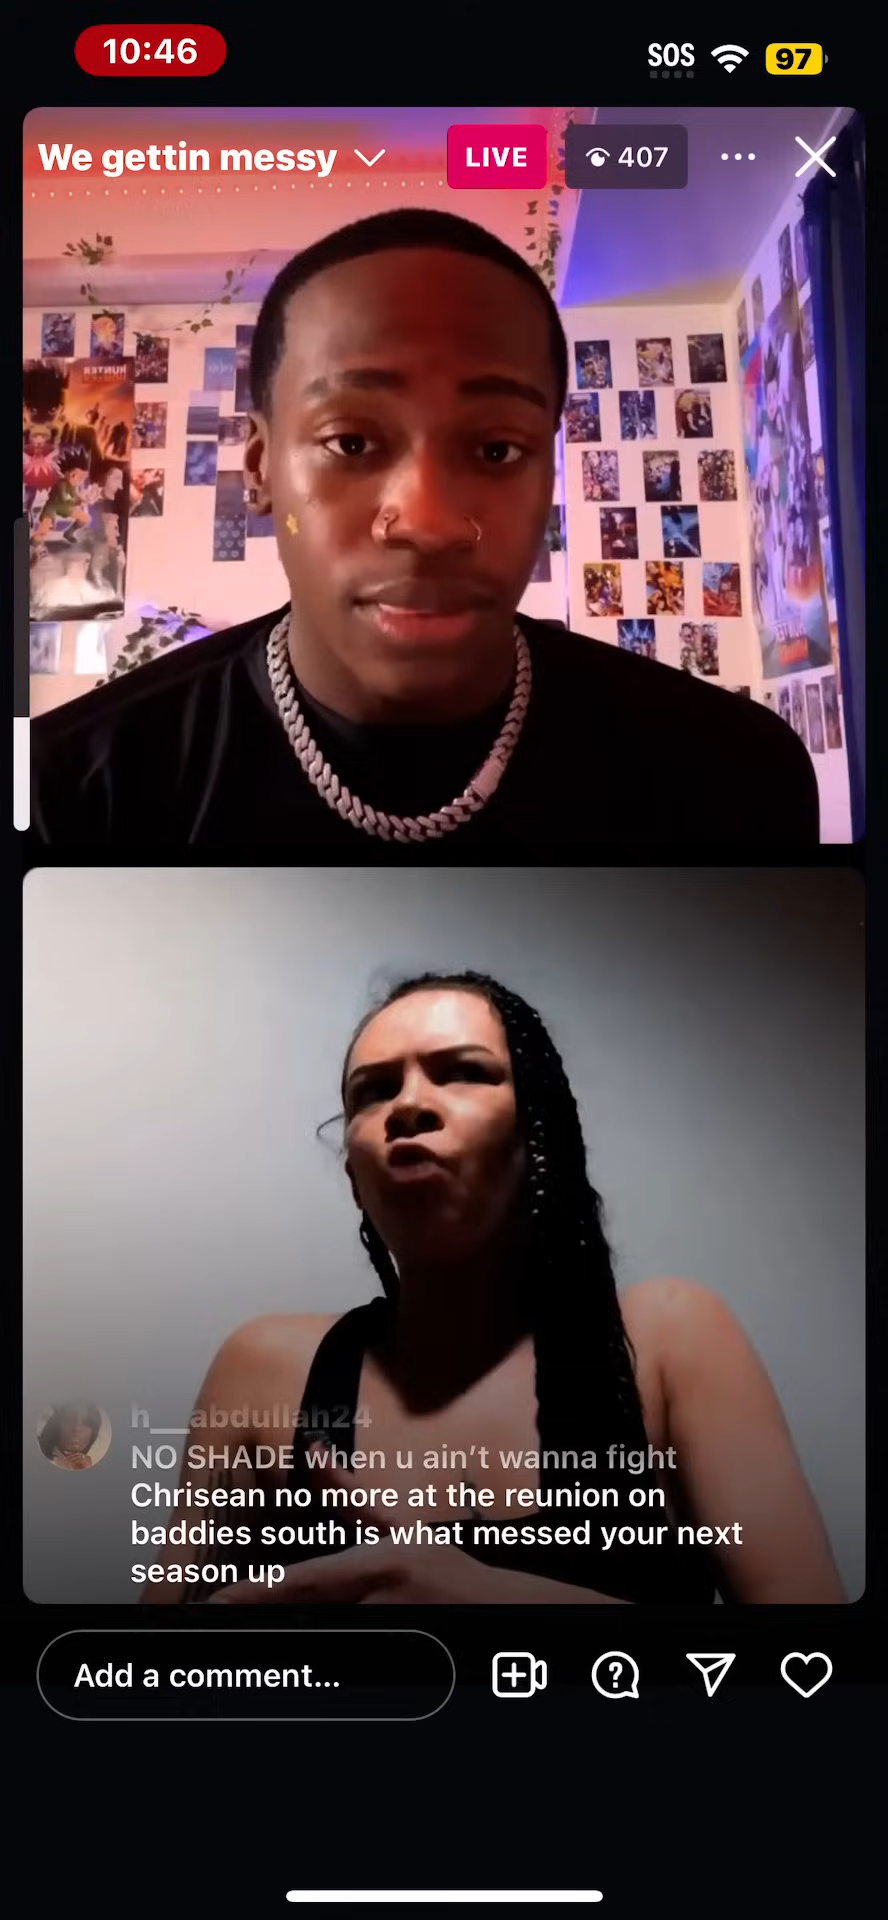 10:46
SOS
97
We gettin messy
LIVE
407
h__abdullah24
NO SHADE when u ain't wanna fight
Chrisean no more at the reunion on
baddies south is what messed your next
season up
Add a comment...